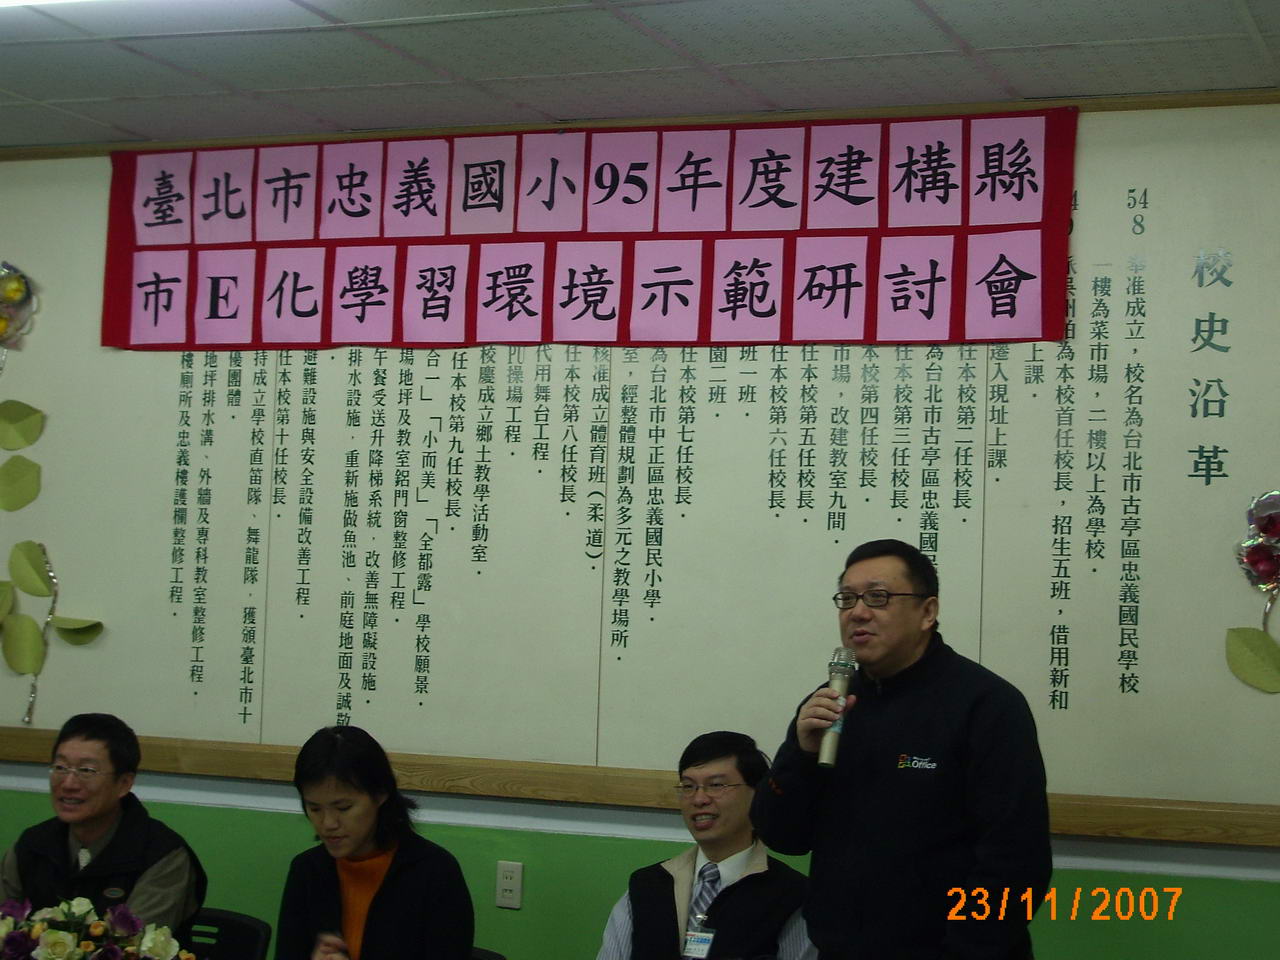 臺北市忠義國小95年度建構縣
市E化學習環境示範研討會
校史沿革
54
8
准成立，校名為台北市古亭區忠義國民學校
一樓為菜市場，二樓以上為學校．
為本校首任校長，招生五班，借用新和
上課．
遷入現址上課．
任本校第二任校長．
為台北市古亭區忠義國民
任本校第三任校長．
本校第四任校長．
市場，改建教室九間．
任本校第五任校長．
任本校第六任校長．
班一班．
園二班．
任本校第七任校長．
為台北市中正區忠義國民小學．
室，經整體規劃為多元之教學場所．
核准成立體育班(柔道)．
任本校第八任校長．
代用舞台工程．
PU操場工程．
校慶成立鄉土教學活動室．
任本校第九任校長．
合一」「小而美」「全都露」學校願景．
場地坪及教室鋁門窗整修工程．
午餐受送升降梯系統，改善無障礙設施．
排水設施，重新施做魚池、前庭地面及誠敬
避難設施與安全設備改善工程．
任本校第十任校長．
持成立學校直笛隊、舞龍隊，獲頒臺北市十
優團體．
地坪排水溝、外牆及專科教室整修工程．
樓廁所及忠義樓護欄整修工程．
Office
23/11/2007